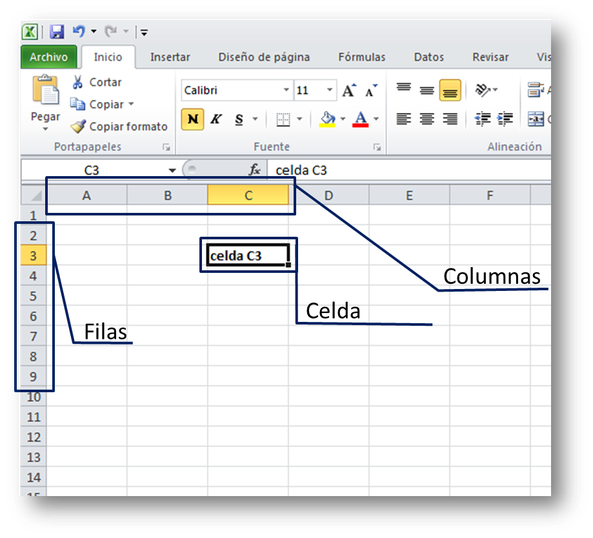 Archivo Inicio Insertar Diseño de página Fórmulas Datos Revisar Vis
Pegar
Cortar
Copiar
Copiar formato
Portapapeles
Calibri 11 A A
N K S A
Fuente
Alineación
C3 fx celda C3
A B C D E F
1
2
3 celda C3
4
5
6
7
8
9
10
11
12
13
14
15
Columnas
Celda
Filas